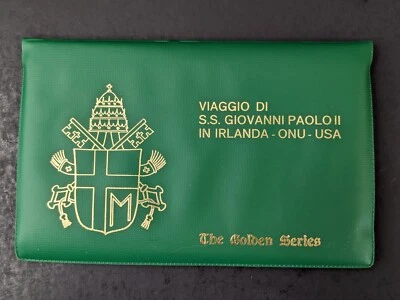 VIAGGIO DI
S.S. GIOVANNI PAOLO II
IN IRLANDA - ONU - USA
M
The Golden Series